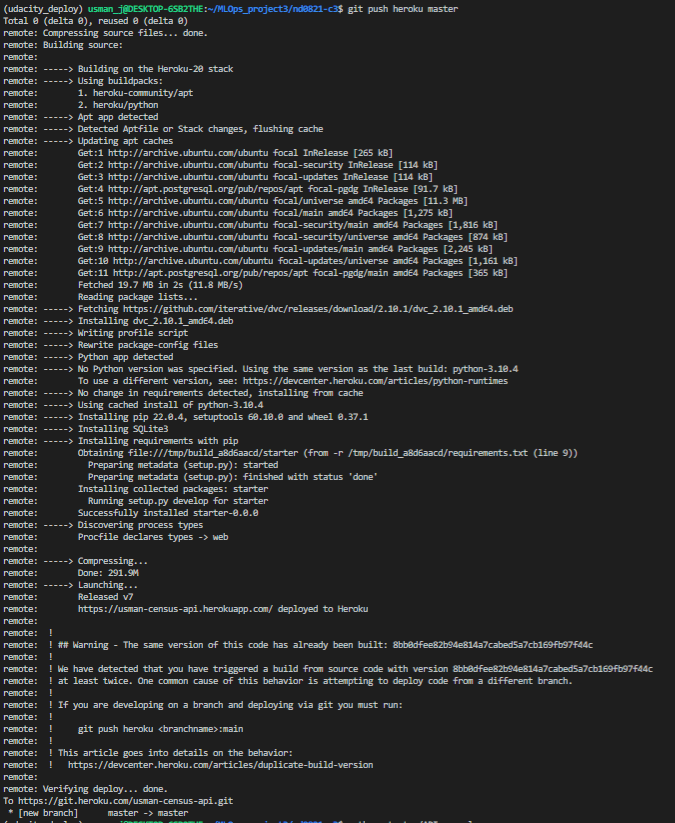 (udacity_deploy) usman_j@DESKTOP-6SB2THE:~/MLOps_project3/nd0821-c3$ git push heroku master
Total 0 (delta 0), reused 0 (delta 0)
remote: Compressing source files... done.
remote: Building source:
remote:
remote: -----> Building on the Heroku-20 stack
remote: -----> Using buildpacks:
remote:        1. heroku-community/apt
remote:        2. heroku/python
remote: -----> Apt app detected
remote: -----> Detected Aptfile or Stack changes, flushing cache
remote: -----> Updating apt caches
remote:        Get:1 http://archive.ubuntu.com/ubuntu focal InRelease [265 kB]
remote:        Get:2 http://archive.ubuntu.com/ubuntu focal-security InRelease [114 kB]
remote:        Get:3 http://archive.ubuntu.com/ubuntu focal-updates InRelease [114 kB]
remote:        Get:4 http://apt.postgresql.org/pub/repos/apt focal-pgdg InRelease [91.7 kB]
remote:        Get:5 http://archive.ubuntu.com/ubuntu focal/universe amd64 Packages [11.3 MB]
remote:        Get:6 http://archive.ubuntu.com/ubuntu focal/main amd64 Packages [1,275 kB]
remote:        Get:7 http://archive.ubuntu.com/ubuntu focal-security/main amd64 Packages [1,816 kB]
remote:        Get:8 http://archive.ubuntu.com/ubuntu focal-security/universe amd64 Packages [874 kB]
remote:        Get:9 http://archive.ubuntu.com/ubuntu focal-updates/main amd64 Packages [2,245 kB]
remote:        Get:10 http://archive.ubuntu.com/ubuntu focal-updates/universe amd64 Packages [1,161 kB]
remote:        Get:11 http://apt.postgresql.org/pub/repos/apt focal-pgdg/main amd64 Packages [365 kB]
remote:        Fetched 19.7 MB in 2s (11.8 MB/s)
remote:        Reading package lists...
remote: -----> Fetching https://github.com/iterative/dvc/releases/download/2.10.1/dvc_2.10.1_amd64.deb
remote: -----> Installing dvc_2.10.1_amd64.deb
remote: -----> Writing profile script
remote: -----> Rewrite package-config files
remote: -----> Python app detected
remote: -----> No Python version was specified. Using the same version as the last build: python-3.10.4
remote:        To use a different version, see: https://devcenter.heroku.com/articles/python-runtimes
remote: -----> No change in requirements detected, installing from cache
remote: -----> Using cached install of python-3.10.4
remote: -----> Installing pip 22.0.4, setuptools 60.10.0 and wheel 0.37.1
remote: -----> Installing SQLite3
remote: -----> Installing requirements with pip
remote:        Obtaining file:///tmp/build_a8d6aacd/starter (from -r /tmp/build_a8d6aacd/requirements.txt (line 9))
remote:          Preparing metadata (setup.py): started
remote:          Preparing metadata (setup.py): finished with status 'done'
remote:        Installing collected packages: starter
remote:          Running setup.py develop for starter
remote:        Successfully installed starter-0.0.0
remote: -----> Discovering process types
remote:        Procfile declares types -> web
remote:
remote: -----> Compressing...
remote:        Done: 291.9M
remote: -----> Launching...
remote:        Released v7
remote:        https://usman-census-api.herokuapp.com/ deployed to Heroku
remote:
remote:  !
remote:  ! ## Warning - The same version of this code has already been built: 8bb0dfee82b94e814a7cabed5a7cb169fb97f44c
remote:  !
remote:  ! We have detected that you have triggered a build from source code with version 8bb0dfee82b94e814a7cabed5a7cb169fb97f44c
remote:  ! at least twice. One common cause of this behavior is attempting to deploy code from a different branch.
remote:  !
remote:  ! If you are developing on a branch and deploying via git you must run:
remote:  !
remote:  !     git push heroku <branchname>:main
remote:  !
remote:  ! This article goes into details on the behavior:
remote:  !   https://devcenter.heroku.com/articles/duplicate-build-version
remote:
remote: Verifying deploy... done.
To https://git.heroku.com/usman-census-api.git
 * [new branch]      master -> master